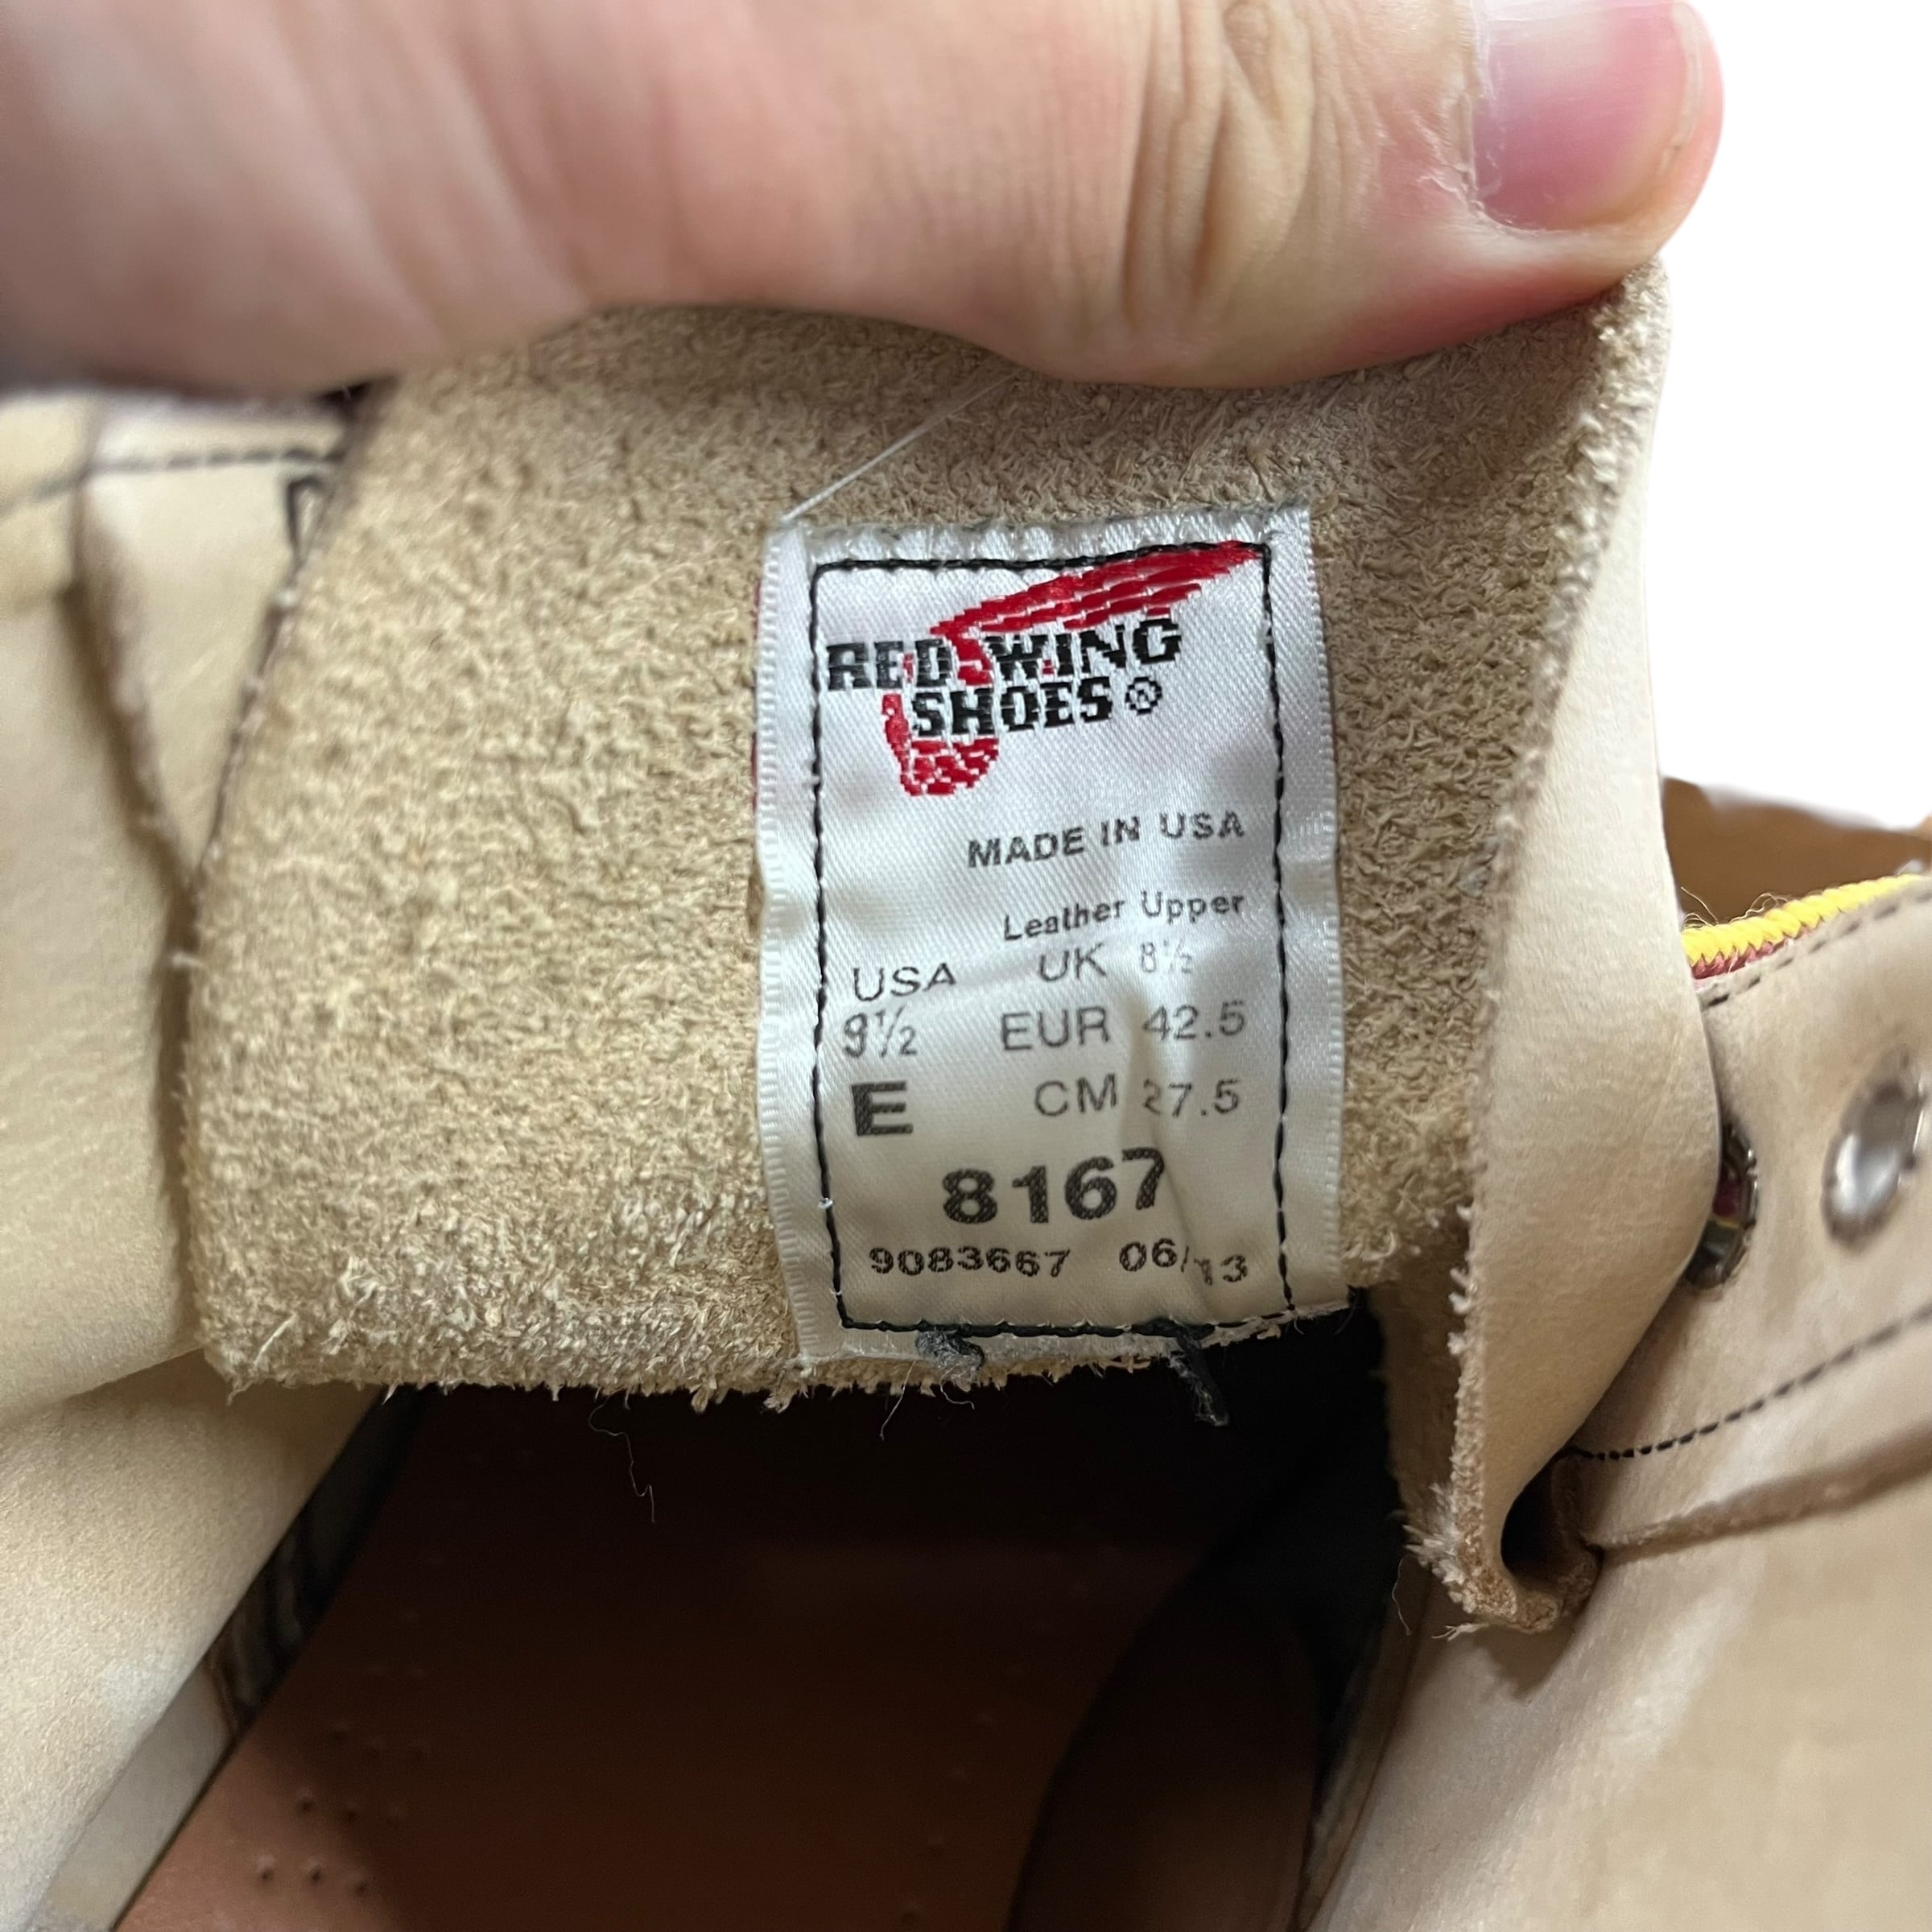 RED WING
SHOES ®
MADE IN USA
Leather Upper
USA UK 8½
9½ EUR 42.5
E CM 27.5
8167
9083667 06/13